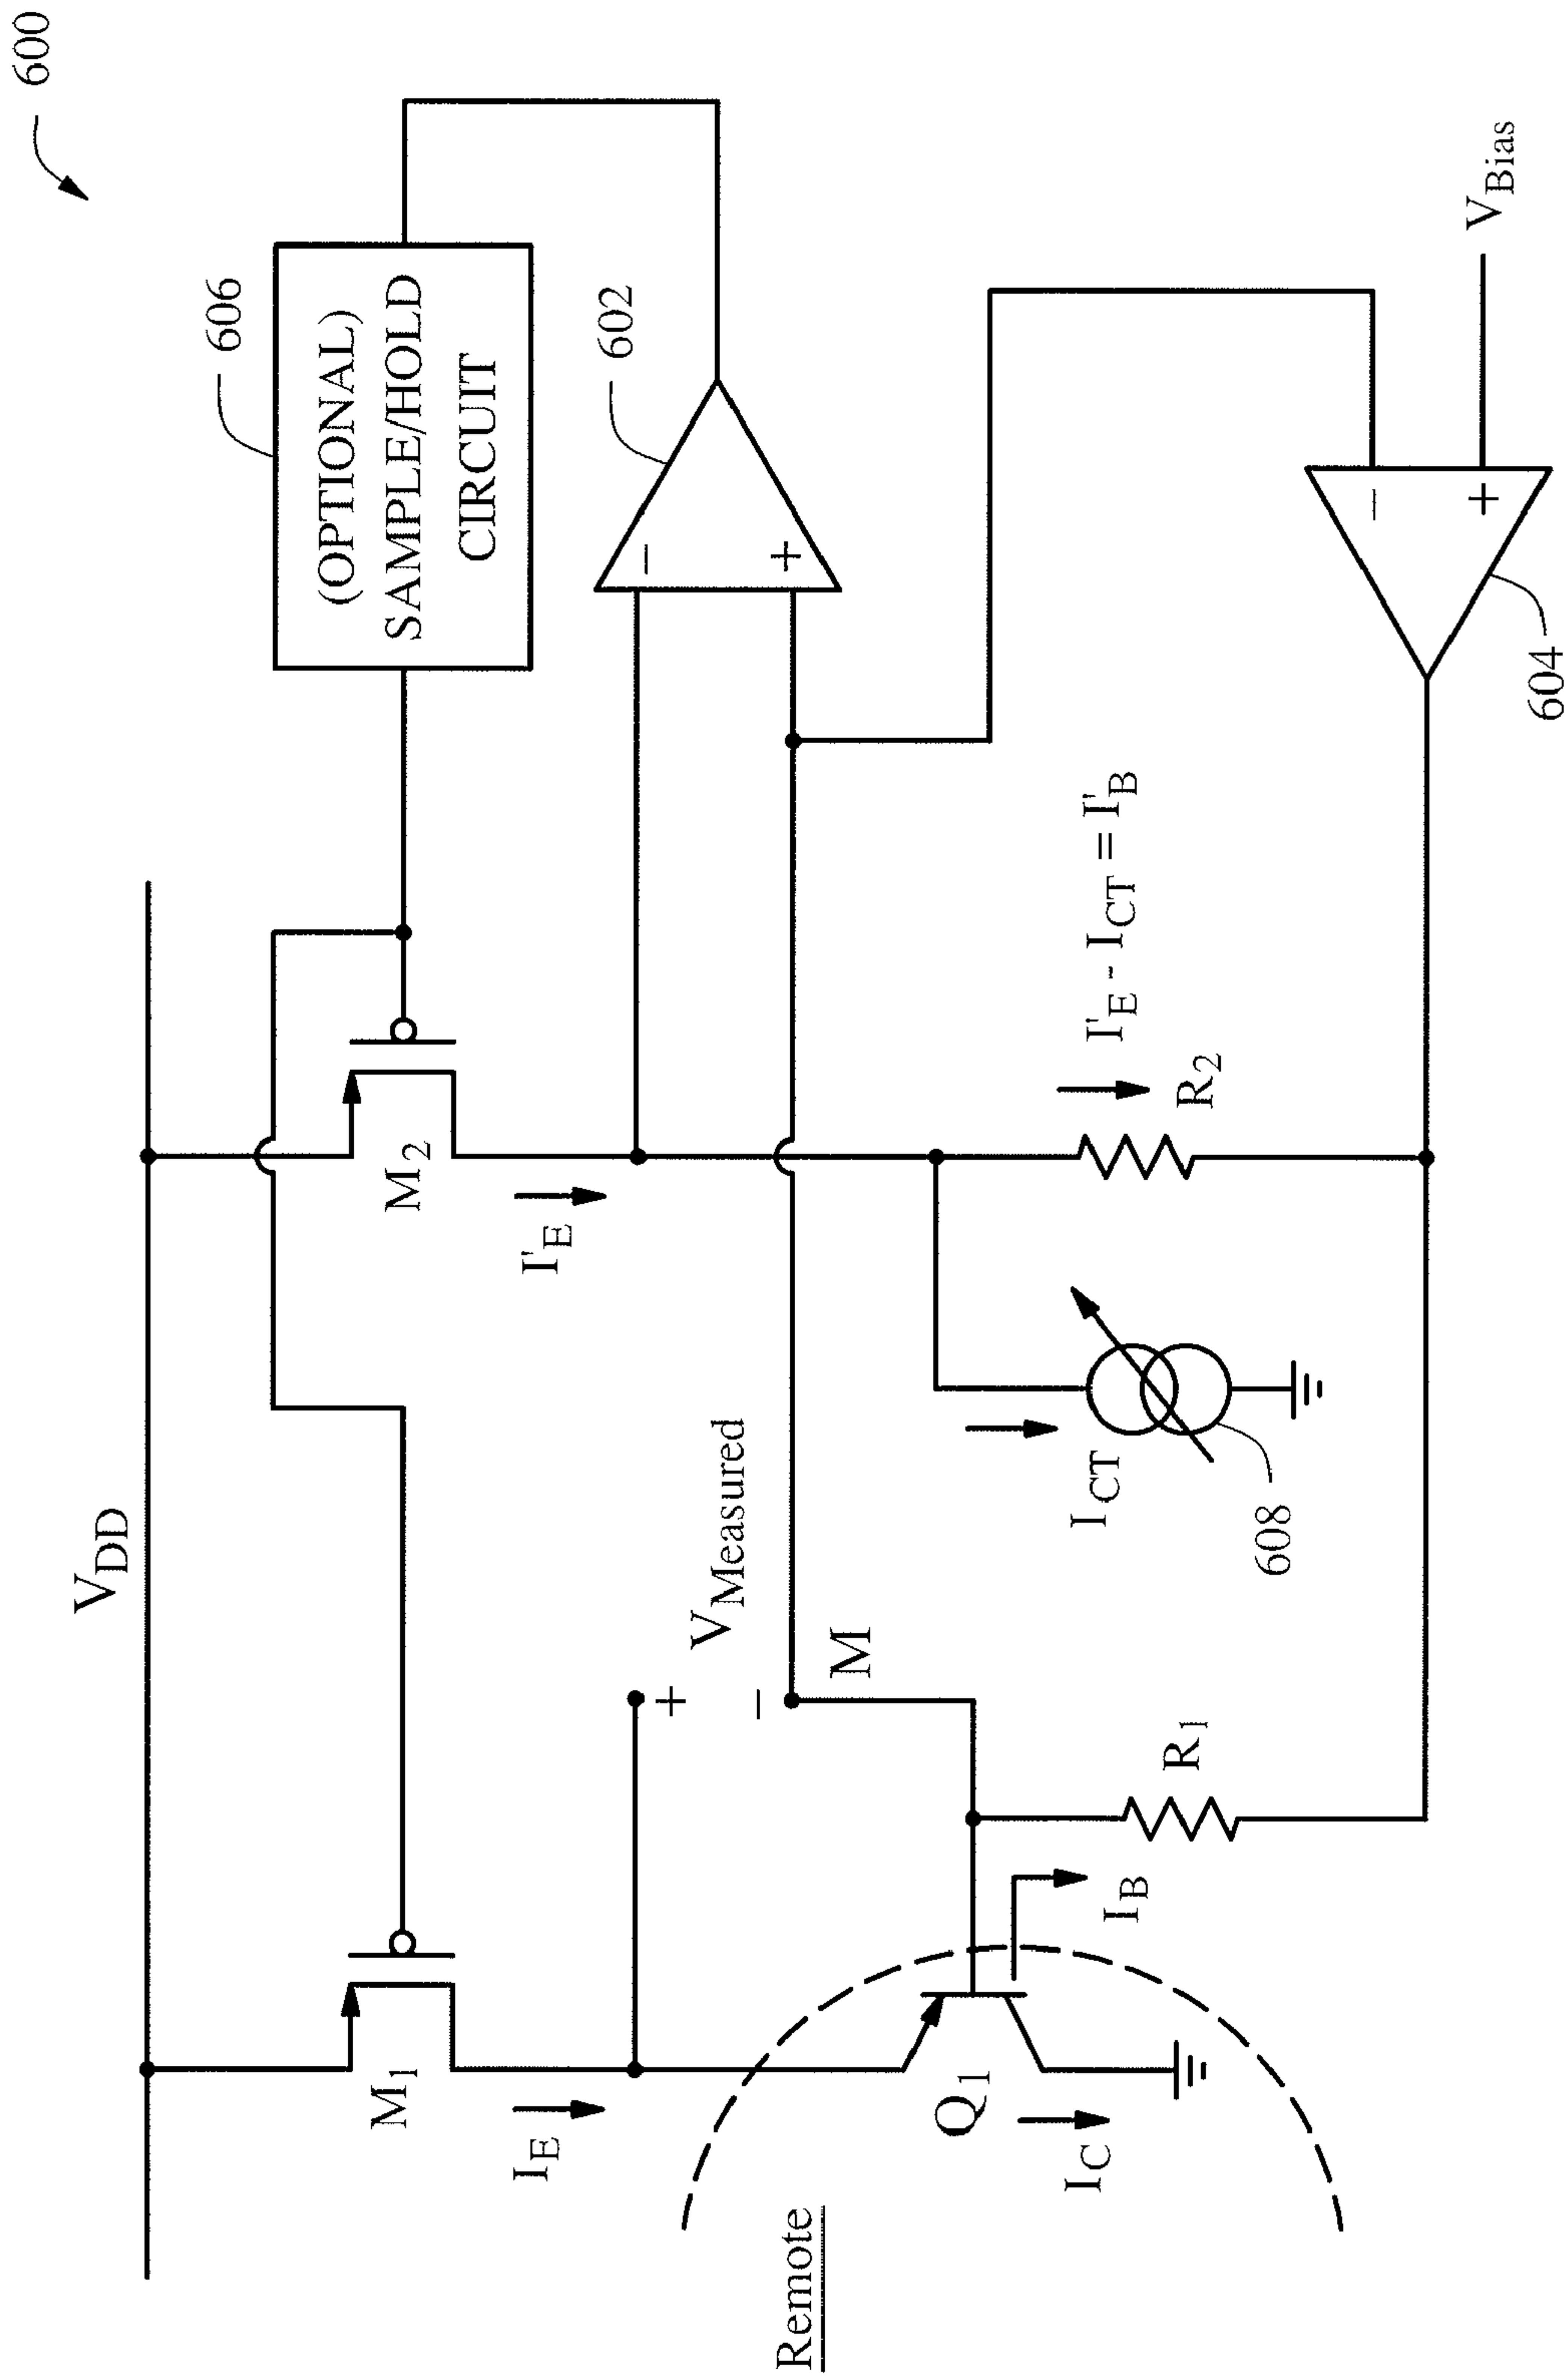 600
606
(OPTIONAL)
SAMPLE/HOLD
CIRCUIT
V_DD
M_1
M_2
602
−
+
I_E
I'_E
V_Measured
+
−
M
Remote
Q_1
I_C
I_B
R_1
I_CT
608
R_2
I'_E - I_CT = I'_B
−
+
V_Bias
604